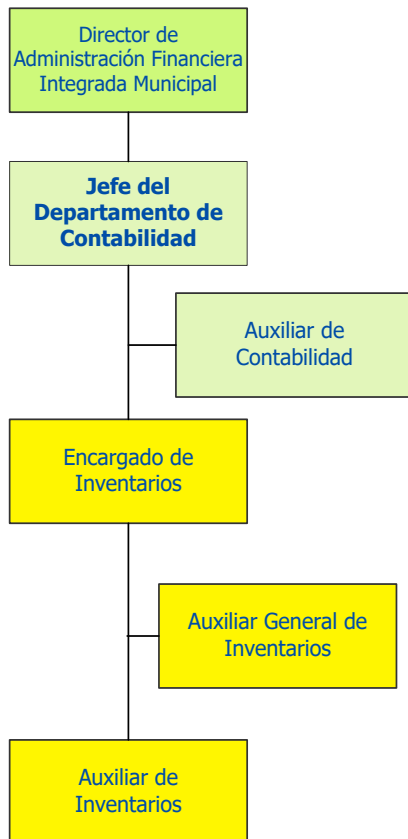 Director de
Administración Financiera
Integrada Municipal
Jefe del
Departamento de
Contabilidad
Auxiliar de
Contabilidad
Encargado de
Inventarios
Auxiliar General de
Inventarios
Auxiliar de
Inventarios